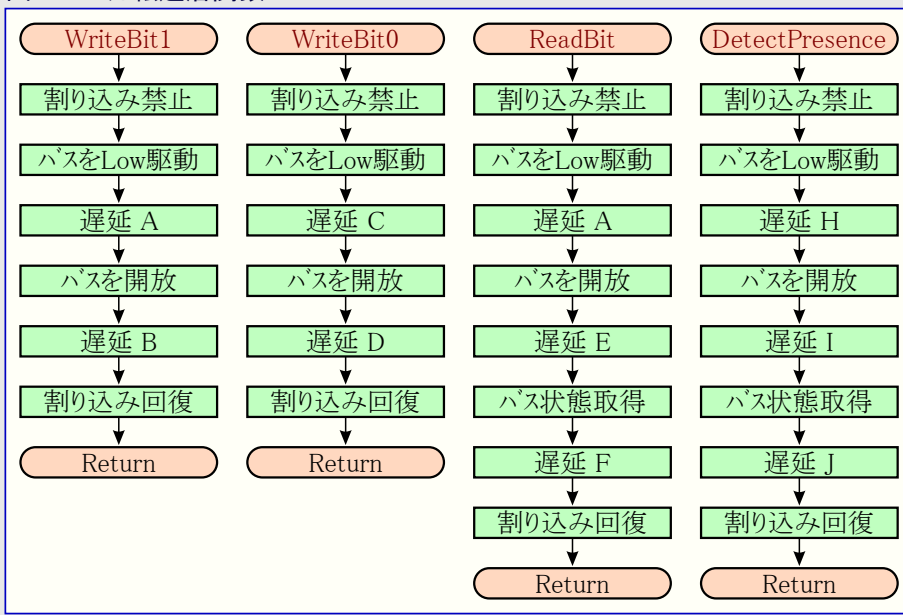 WriteBit1
割り込み禁止
バスをLow駆動
遅延 A
バスを開放
遅延 B
割り込み回復
Return
WriteBit0
割り込み禁止
バスをLow駆動
遅延 C
バスを開放
遅延 D
割り込み回復
Return
ReadBit
割り込み禁止
バスをLow駆動
遅延 A
バスを開放
遅延 E
バス状態取得
遅延 F
割り込み回復
Return
DetectPresence
割り込み禁止
バスをLow駆動
遅延 H
バスを開放
遅延 I
バス状態取得
遅延 J
割り込み回復
Return